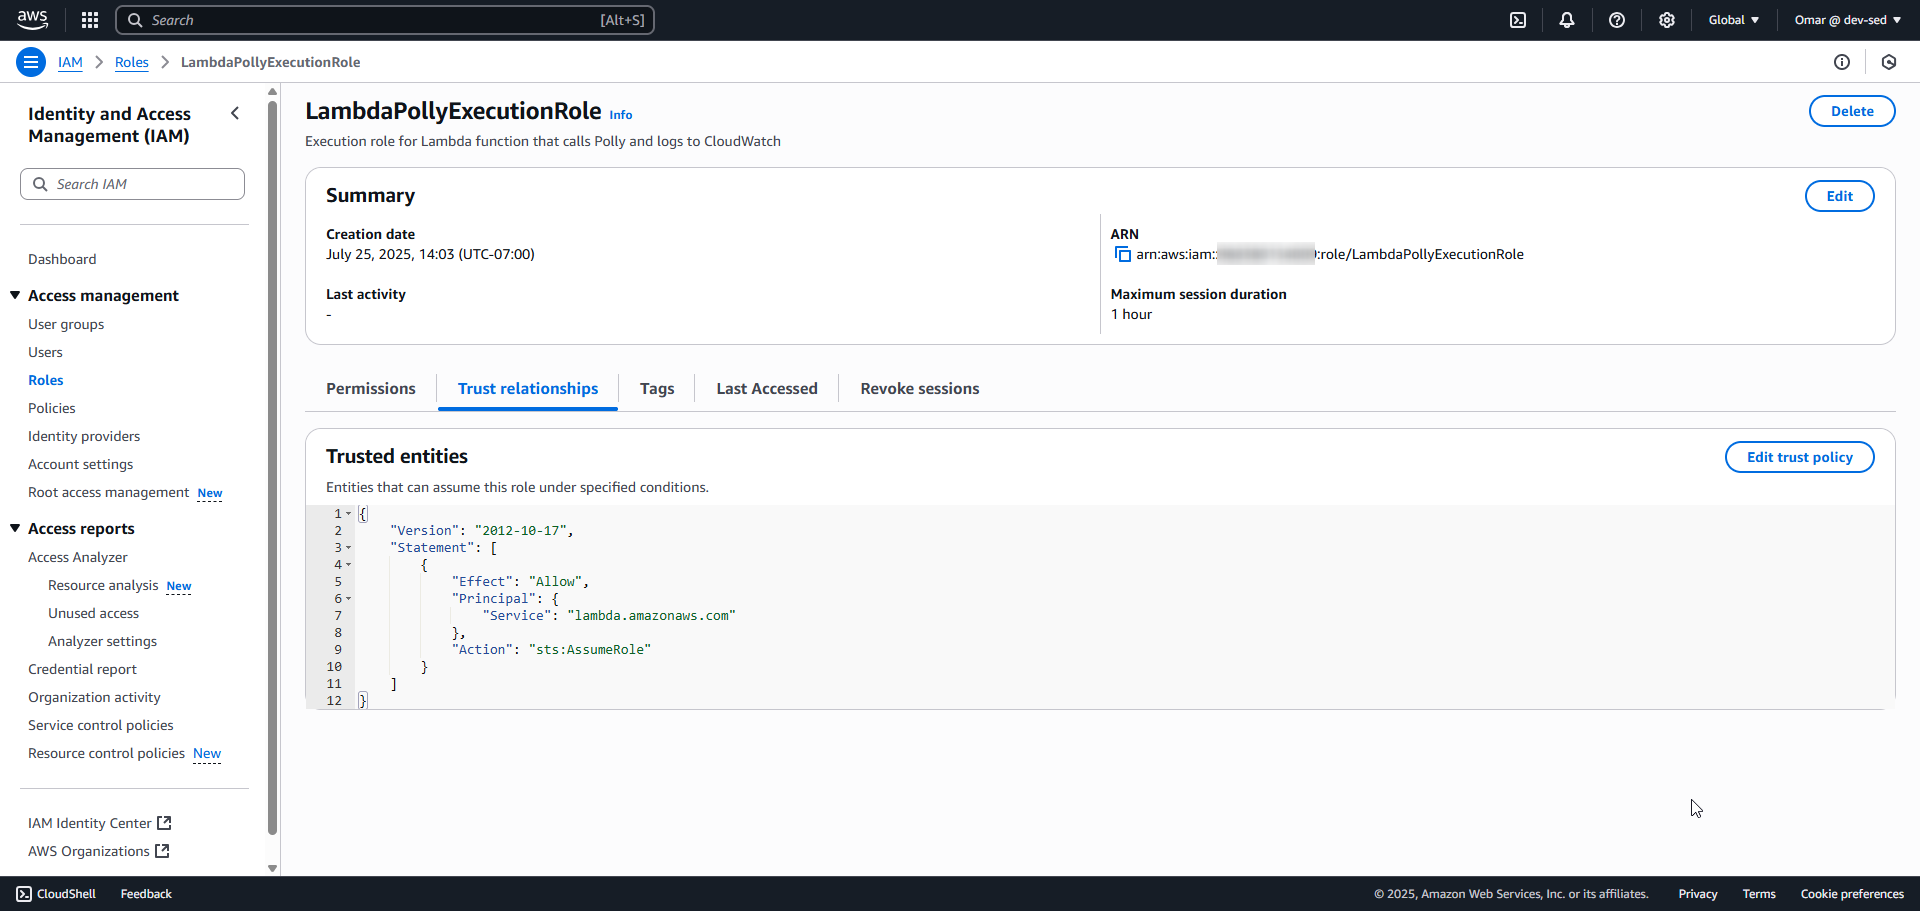 aws
Search [Alt+S]
Global
Omar @ dev-sed
IAM
Roles
LambdaPollyExecutionRole
Identity and Access
Management (IAM)
Search IAM
Dashboard
Access management
User groups
Users
Roles
Policies
Identity providers
Account settings
Root access management New
Access reports
Access Analyzer
Resource analysis New
Unused access
Analyzer settings
Credential report
Organization activity
Service control policies
Resource control policies New
IAM Identity Center
AWS Organizations
LambdaPollyExecutionRole Info
Delete
Execution role for Lambda function that calls Polly and logs to CloudWatch
Summary
Edit
Creation date
July 25, 2025, 14:03 (UTC-07:00)
ARN
arn:aws:iam:: :role/LambdaPollyExecutionRole
Last activity
-
Maximum session duration
1 hour
Permissions
Trust relationships
Tags
Last Accessed
Revoke sessions
Trusted entities
Edit trust policy
Entities that can assume this role under specified conditions.
1 {
2 "Version": "2012-10-17",
3 "Statement": [
4 {
5 "Effect": "Allow",
6 "Principal": {
7 "Service": "lambda.amazonaws.com"
8 },
9 "Action": "sts:AssumeRole"
10 }
11 ]
12 }
CloudShell
Feedback
© 2025, Amazon Web Services, Inc. or its affiliates.
Privacy
Terms
Cookie preferences